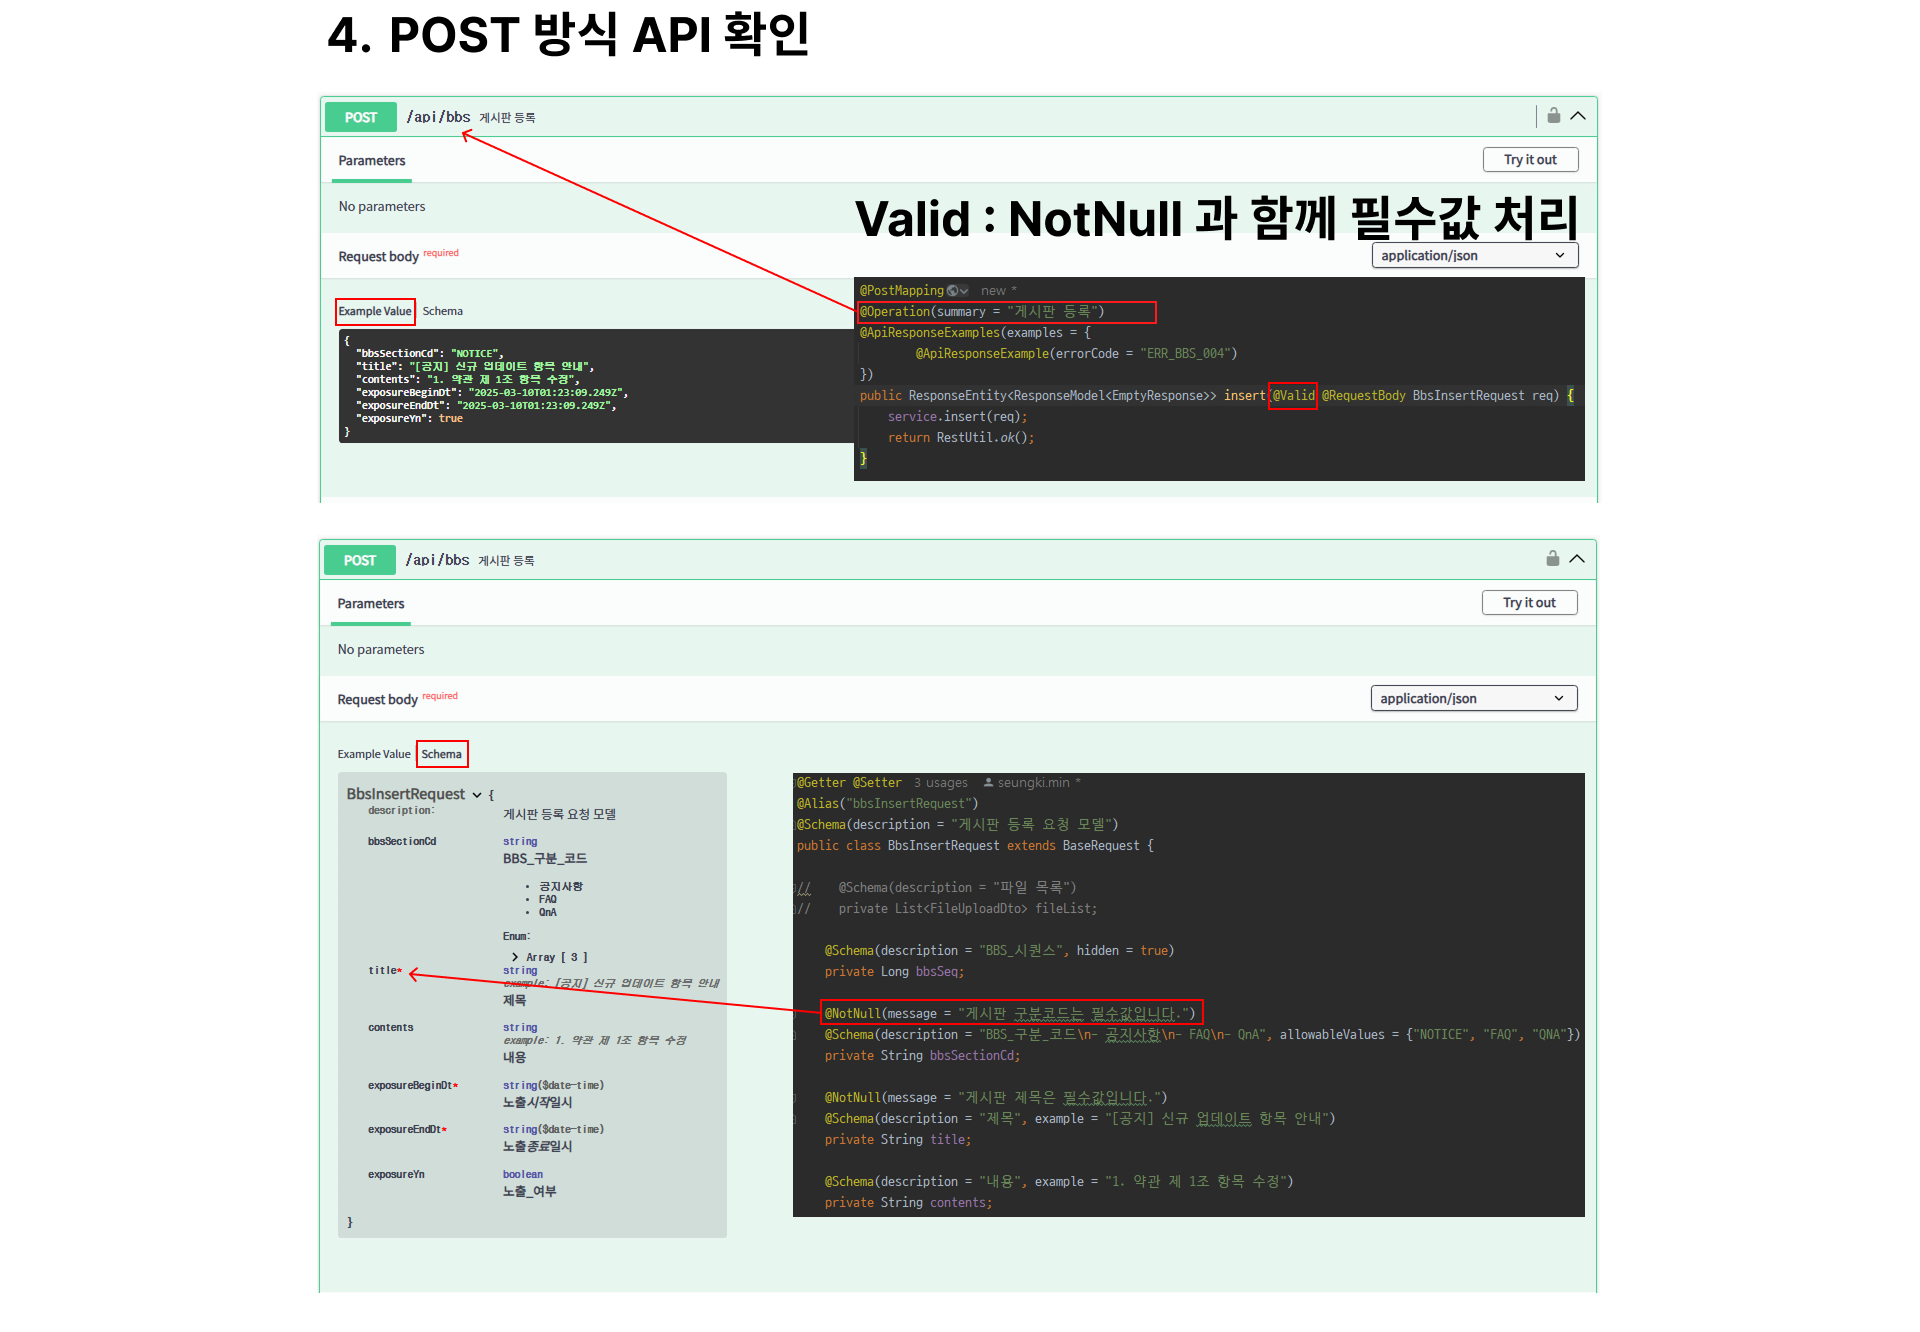 4. POST 방식 API 확인
POST /api/bbs 게시판 등록
Parameters
Try it out
No parameters
Valid : NotNull 과 함께 필수값 처리
Request body required
application/json
Example Value Schema
{
"bbsSectionCd": "NOTICE",
"title": "[공지] 신규 업데이트 항목 안내",
"contents": "1. 약관 제 1조 항목 수정",
"exposureBeginDt": "2025-03-10T01:23:09.249Z",
"exposureEndDt": "2025-03-10T01:23:09.249Z",
"exposureYn": true
}
@PostMapping new *
@Operation(summary = "게시판 등록")
@ApiResponseExamples(examples = {
@ApiResponseExample(errorCode = "ERR_BBS_004")
})
public ResponseEntity<ResponseModel<EmptyResponse>> insert(@Valid @RequestBody BbsInsertRequest req) {
service.insert(req);
return RestUtil.ok();
}
POST /api/bbs 게시판 등록
Parameters
Try it out
No parameters
Request body required
application/json
Example Value Schema
BbsInsertRequest {
description: 게시판 등록 요청 모델
bbsSectionCd string
BBS_구분_코드
• 공지사항
• FAQ
• QnA
Enum:
Array [ 3 ]
title* string
example: [공지] 신규 업데이트 항목 안내
제목
contents string
example: 1. 약관 제 1조 항목 수정
내용
exposureBeginDt* string($date-time)
노출시작일시
exposureEndDt* string($date-time)
노출종료일시
exposureYn boolean
노출_여부
}
@Getter @Setter 3 usages seungki.min *
@Alias("bbsInsertRequest")
@Schema(description = "게시판 등록 요청 모델")
public class BbsInsertRequest extends BaseRequest {
// @Schema(description = "파일 목록")
// private List<FileUploadDto> fileList;
@Schema(description = "BBS_시퀀스", hidden = true)
private Long bbsSeq;
@NotNull(message = "게시판 구분코드는 필수값입니다.")
@Schema(description = "BBS_구분_코드\n- 공지사항\n- FAQ\n- QnA", allowableValues = {"NOTICE", "FAQ", "QNA"})
private String bbsSectionCd;
@NotNull(message = "게시판 제목은 필수값입니다.")
@Schema(description = "제목", example = "[공지] 신규 업데이트 항목 안내")
private String title;
@Schema(description = "내용", example = "1. 약관 제 1조 항목 수정")
private String contents;